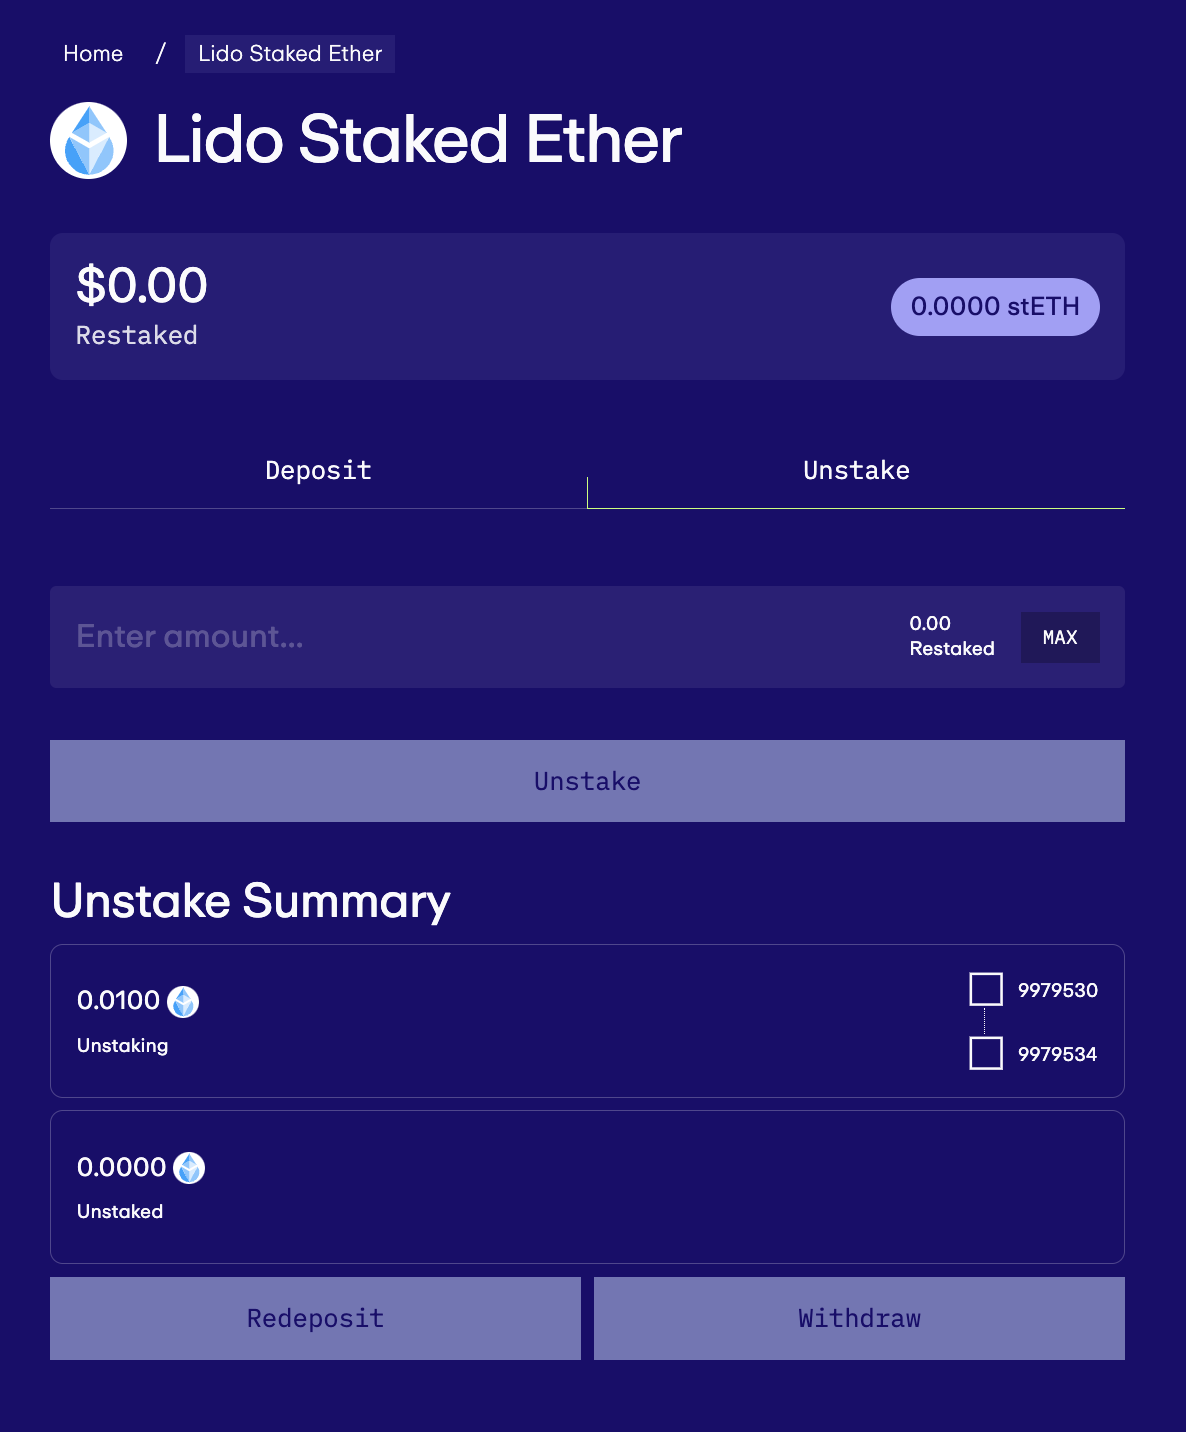 Home / Lido Staked Ether
Lido Staked Ether
$0.00
Restaked
0.0000 stETH
Deposit
Unstake
Enter amount...
0.00
Restaked
MAX
Unstake
Unstake Summary
0.0100
Unstaking
9979530
9979534
0.0000
Unstaked
Redeposit
Withdraw